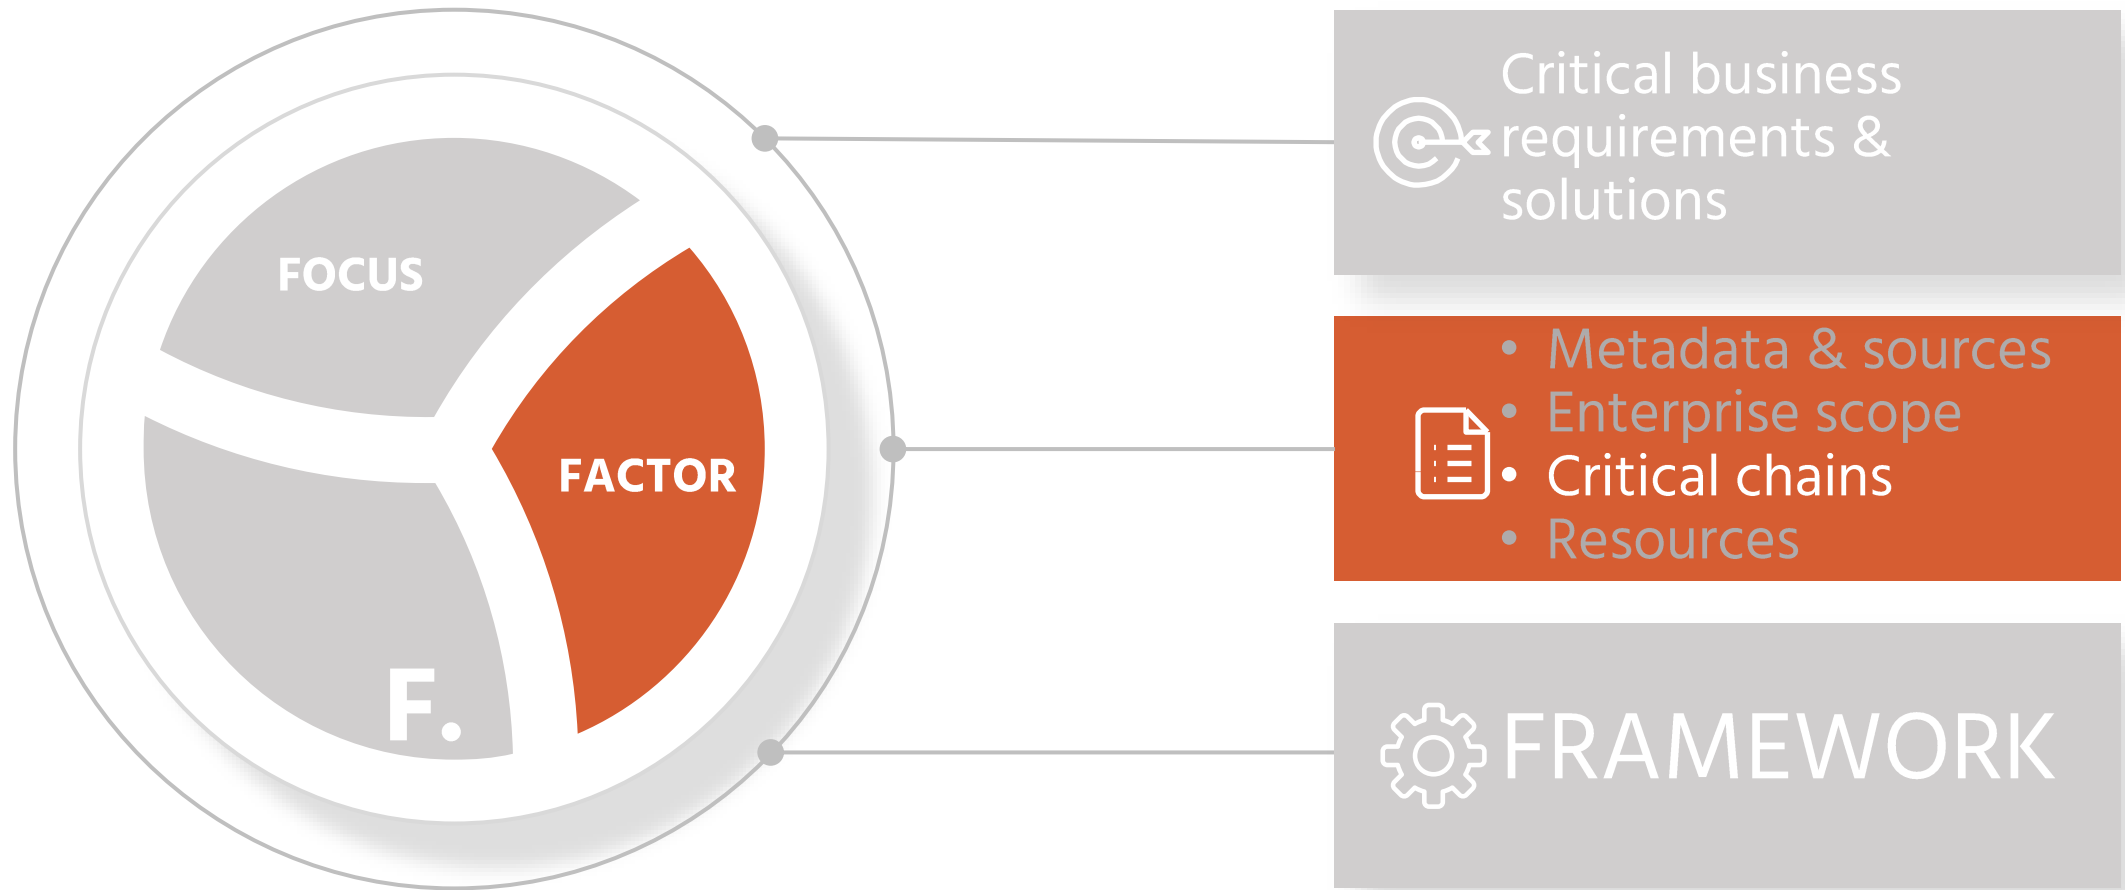 FOCUS
FACTOR
F.
Critical business
requirements &
solutions
• Metadata & sources
• Enterprise scope
• Critical chains
• Resources
FRAMEWORK